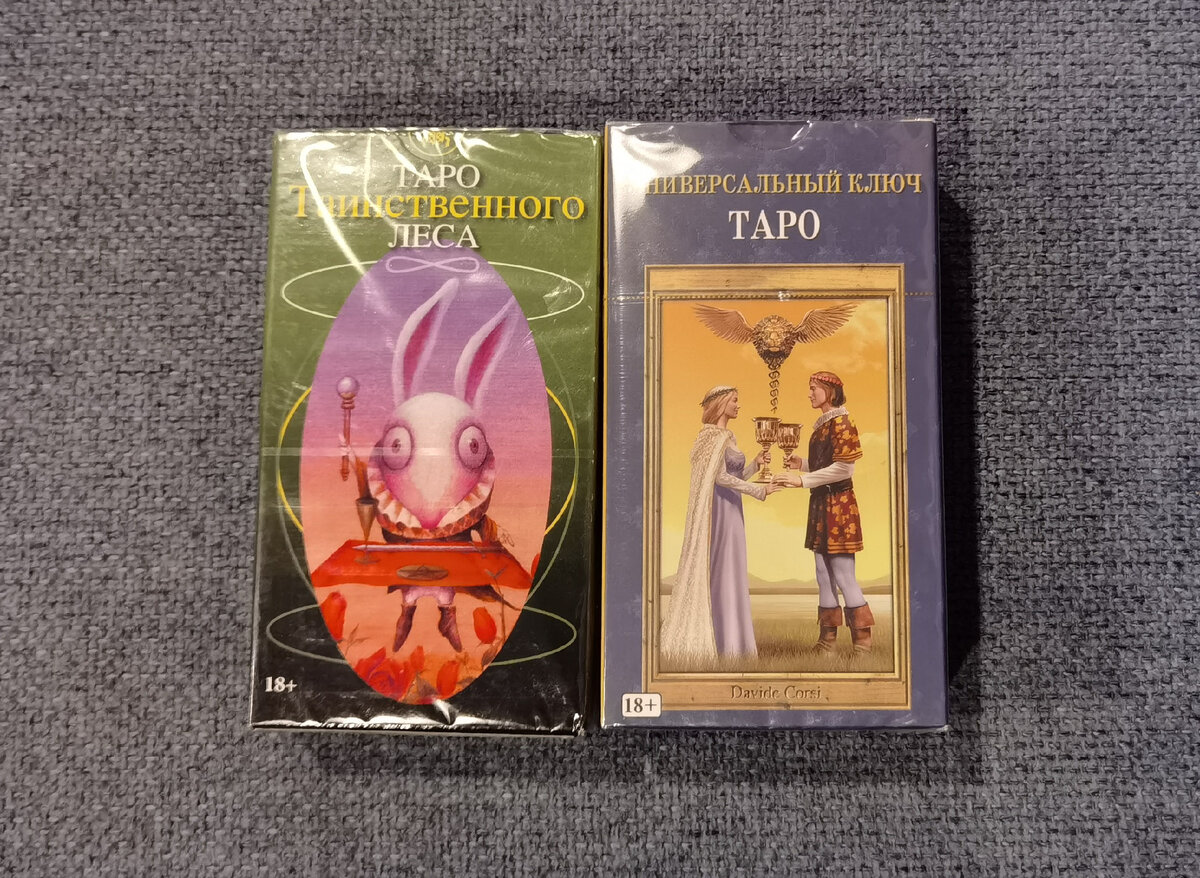 ТАРО
Таинственного
ЛЕСА
18+
УНИВЕРСАЛЬНЫЙ КЛЮЧ
ТАРО
Davide Corsi
18+